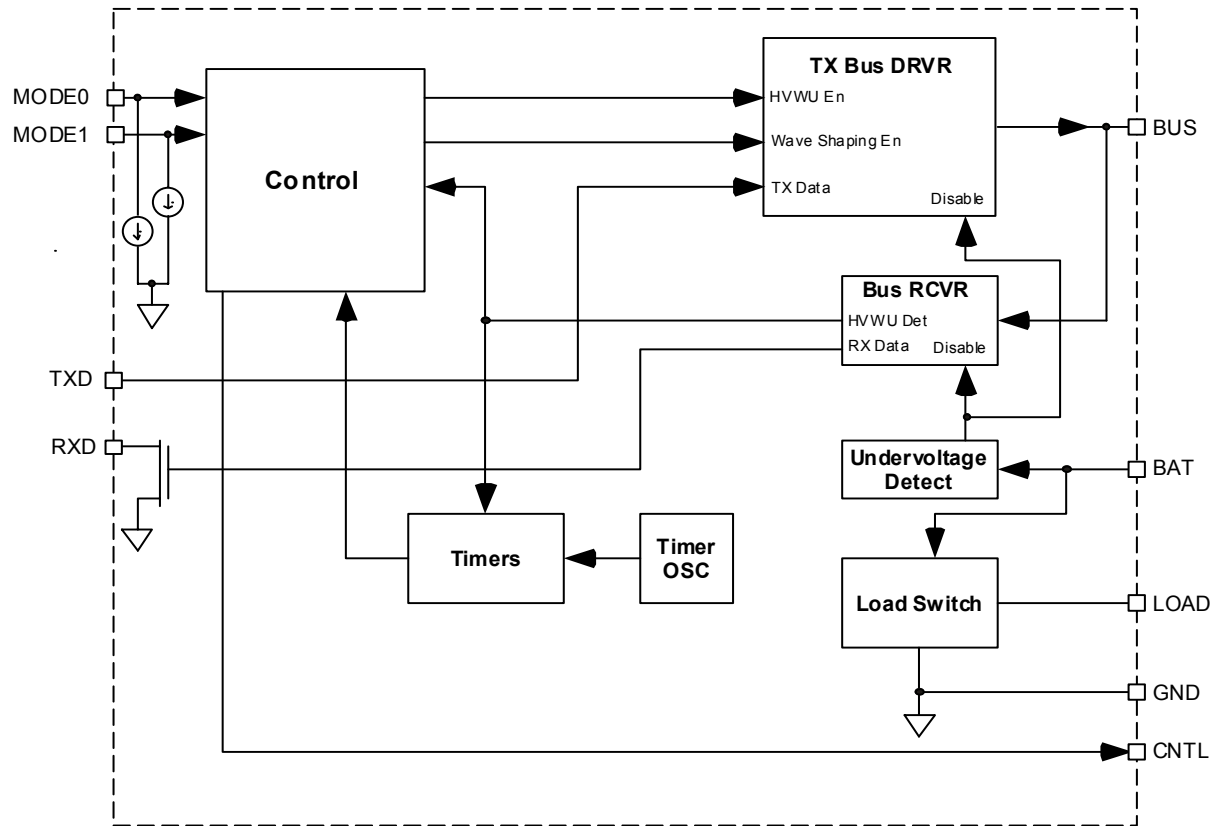 TX Bus DRVR
MODE0
HVWU En
MODE1
BUS
Wave Shaping En
Control
TX Data
Disable
Bus RCVR
HVWU Det
RX Data
Disable
TXD
RXD
Undervoltage
Detect
BAT
Timers
Timer
OSC
Load Switch
LOAD
GND
CNTL